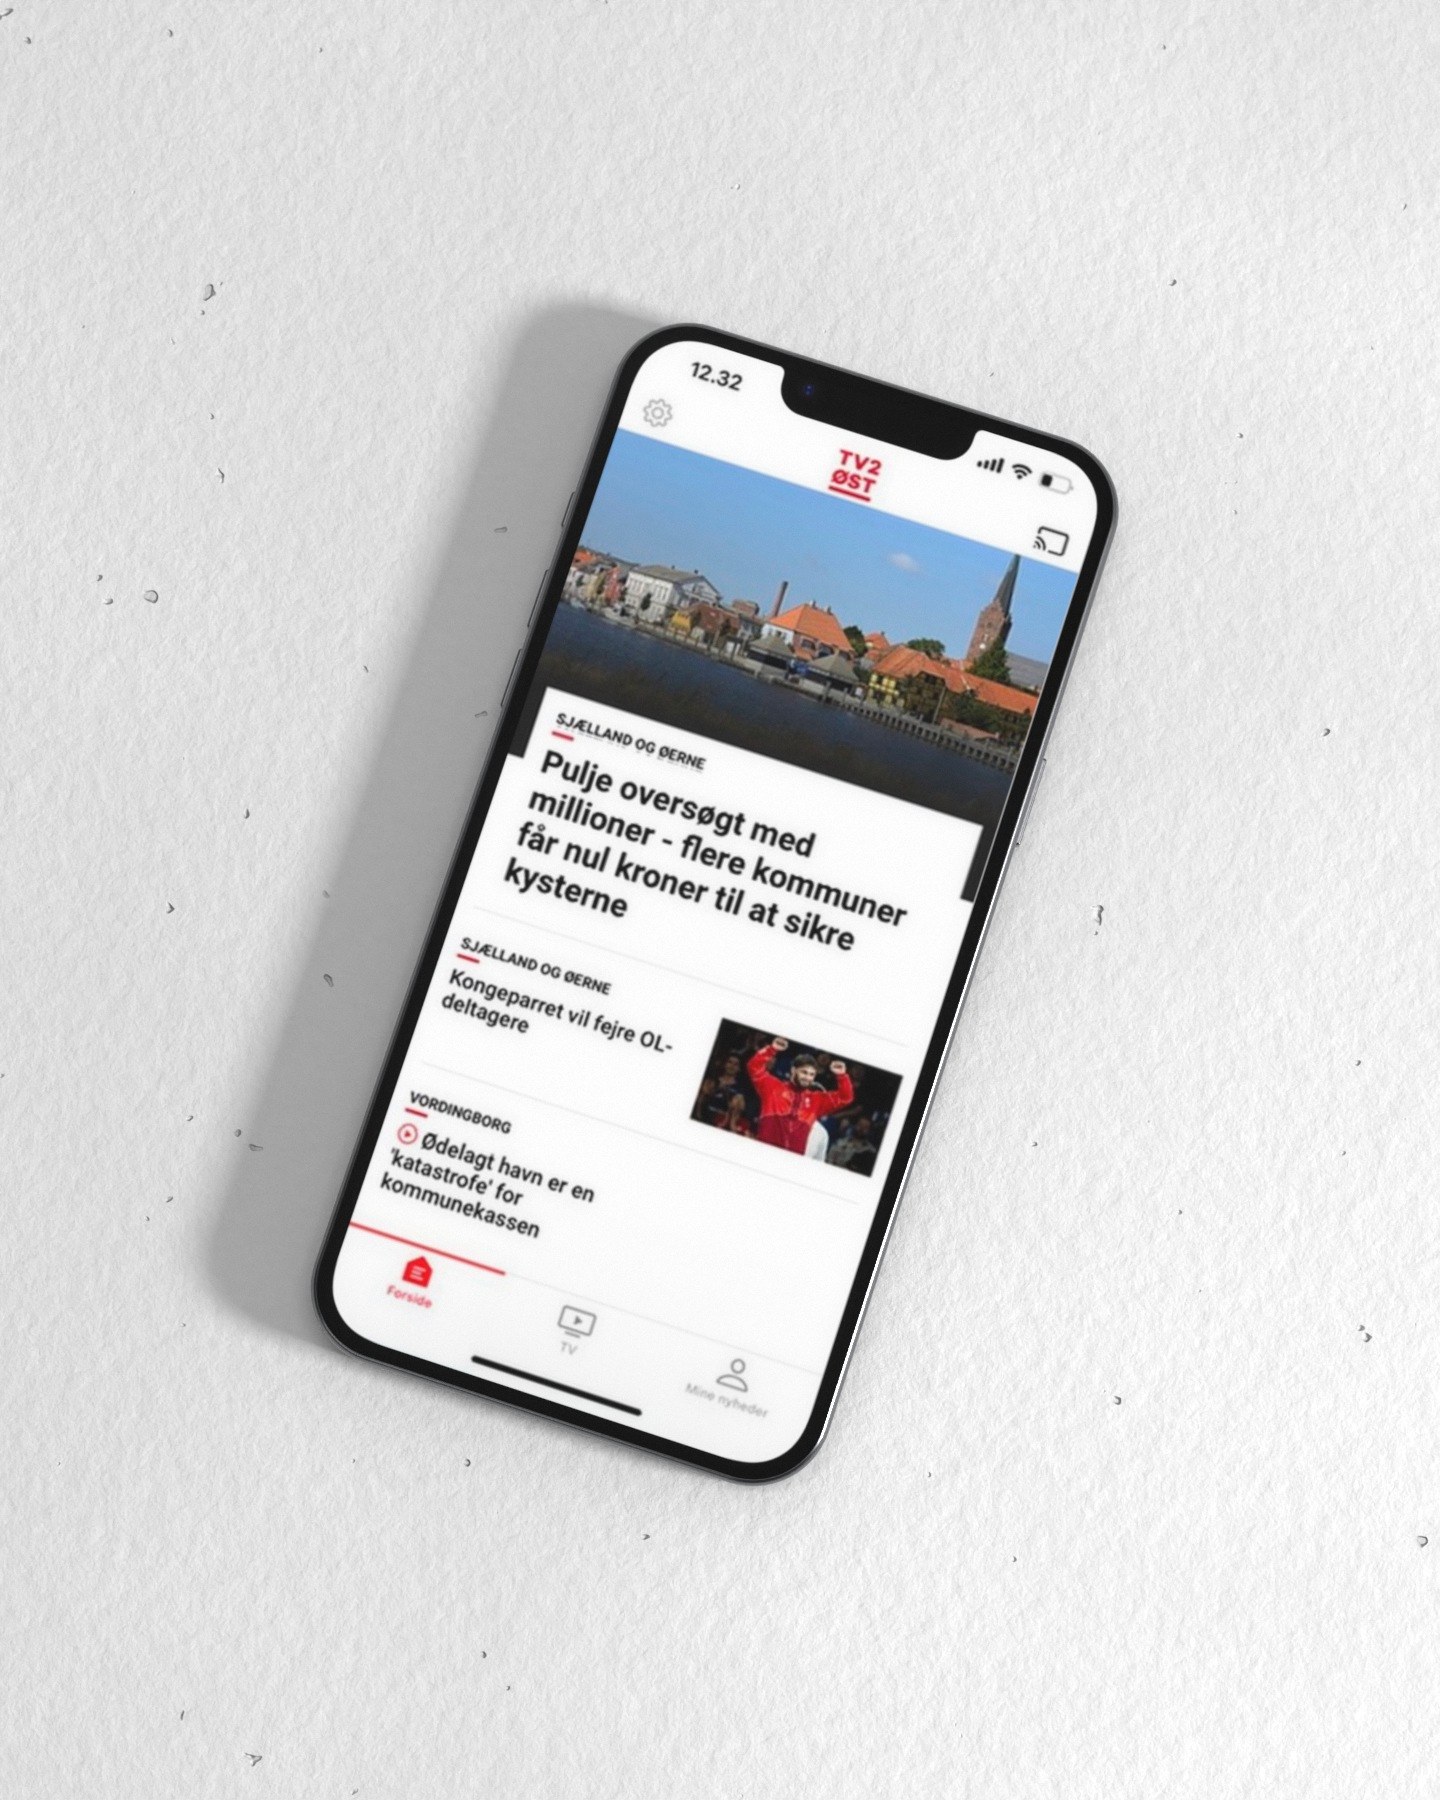 12.32
TV2
ØST
SJÆLLAND OG ØERNE
Pulje oversøgt med
millioner - flere kommuner
får nul kroner til at sikre
kysterne
SJÆLLAND OG ØERNE
Kongeparret vil fejre OL-
deltagere
VORDINGBORG
Ødelagt havn er en
'katastrofe' for
kommunekassen
Forside
TV
Mine nyheder